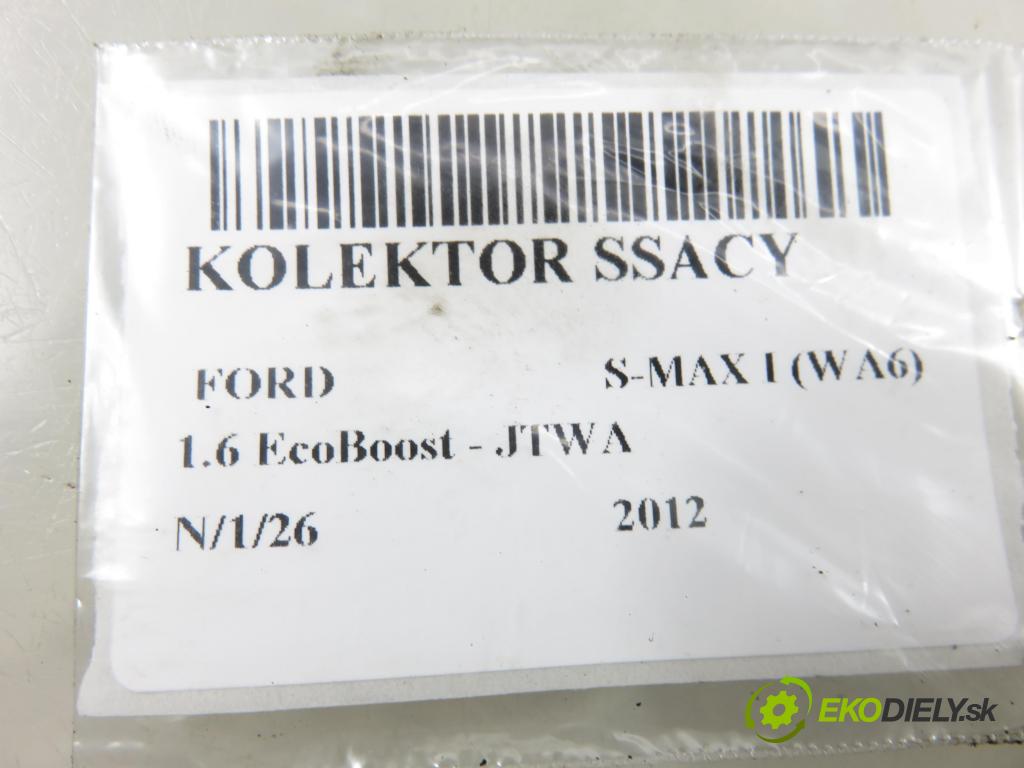 KOLEKTOR SSACY
FORD S-MAX I (WA6)
1.6 EcoBoost - JTWA
N/1/26 2012
EKODIELY.sk